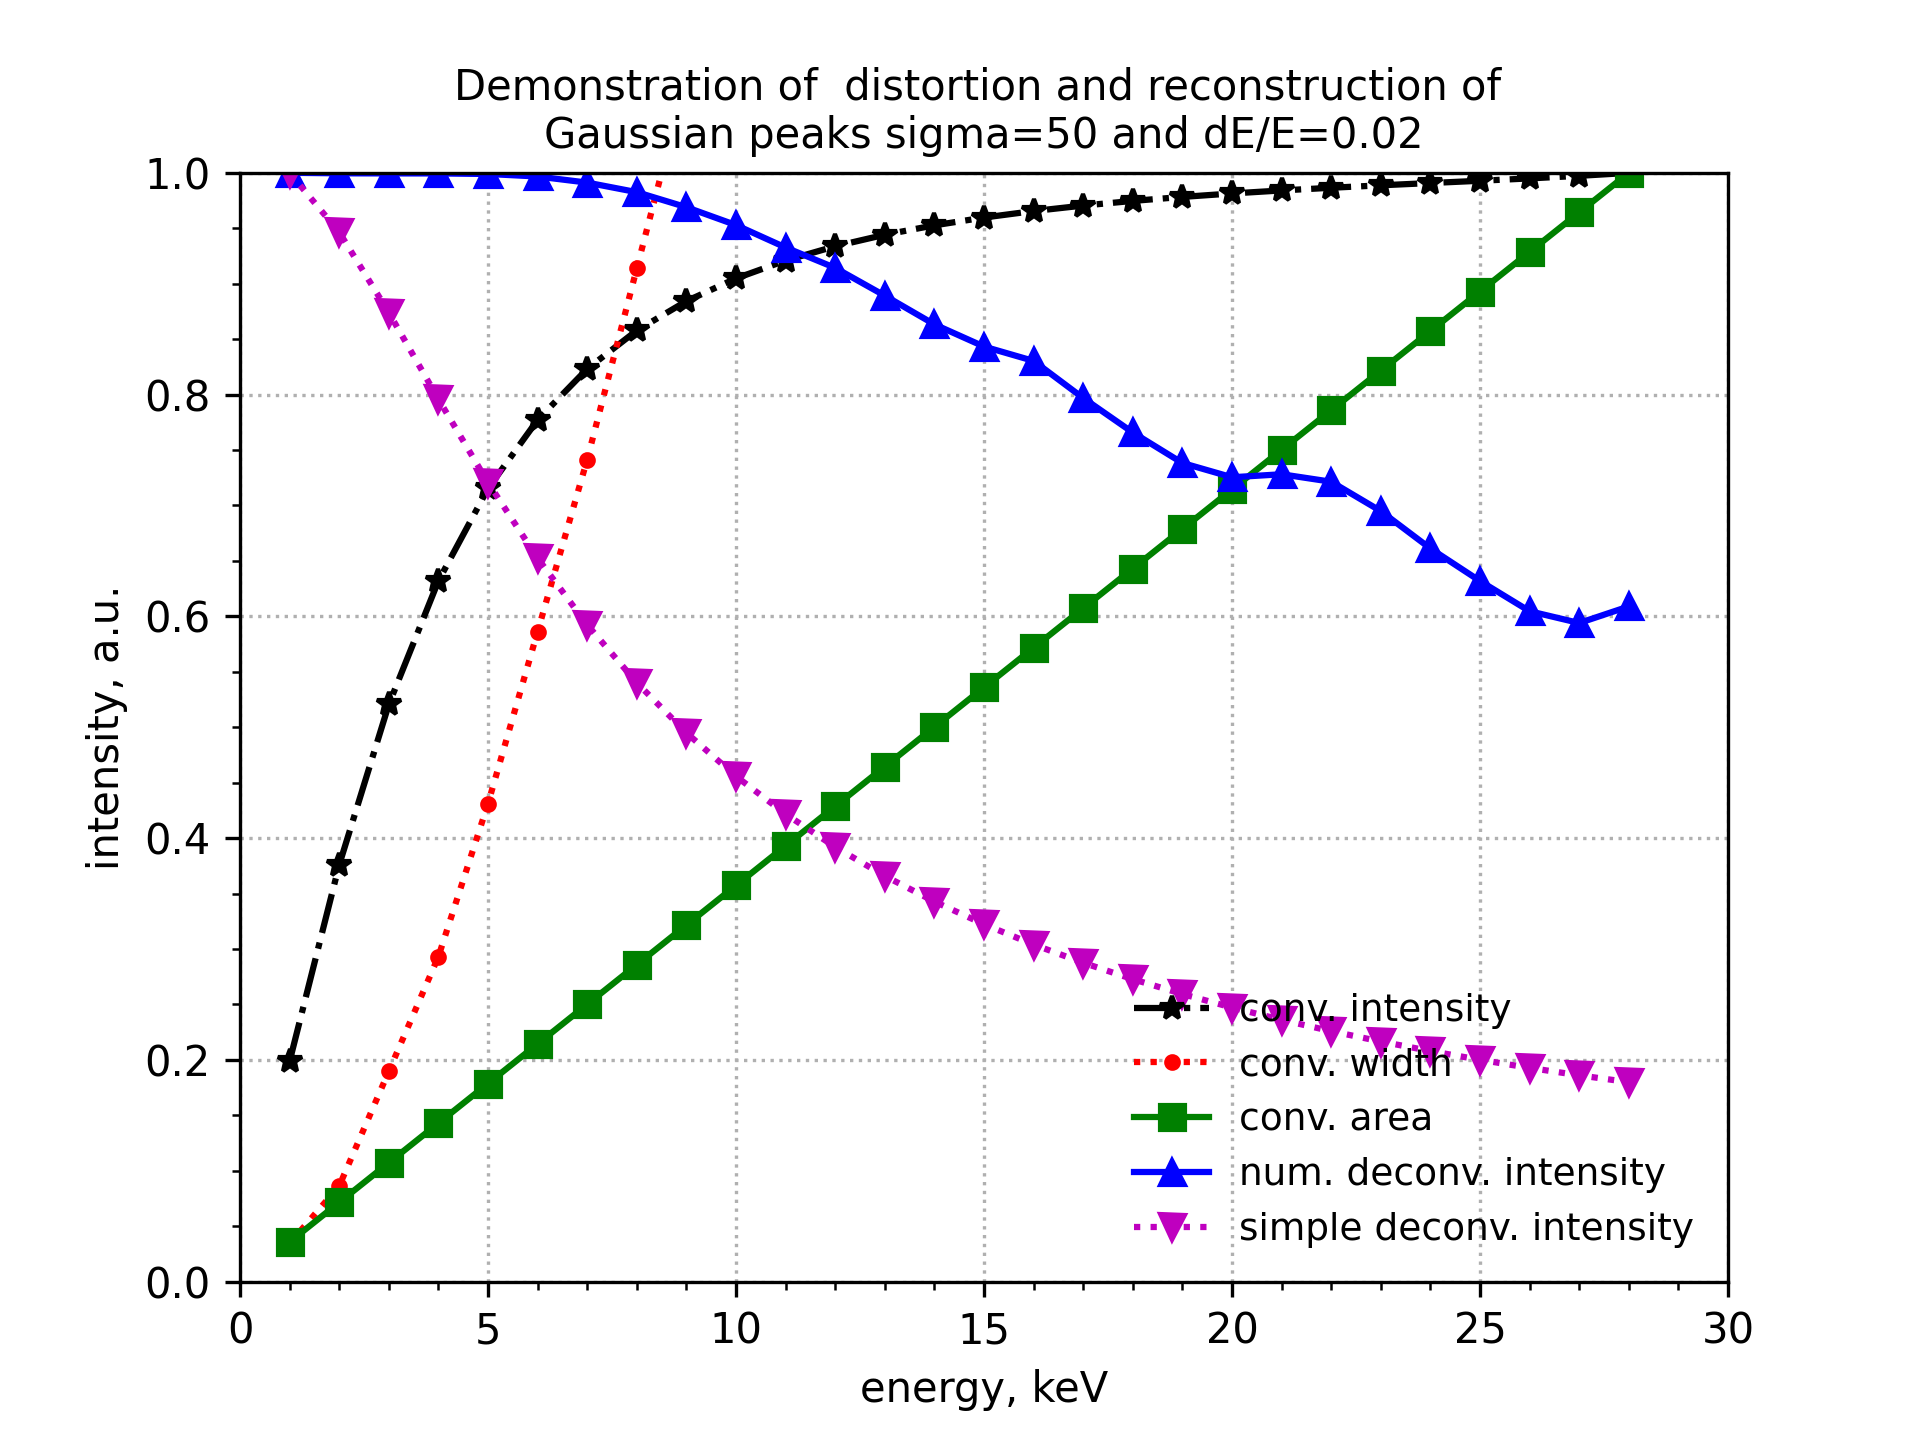 Demonstration of  distortion and reconstruction of
Gaussian peaks sigma=50 and dE/E=0.02
1.0
0.8
0.6
0.4
0.2
0.0
intensity, a.u.
conv. intensity
conv. width
conv. area
num. deconv. intensity
simple deconv. intensity
0 5 10 15 20 25 30
energy, keV